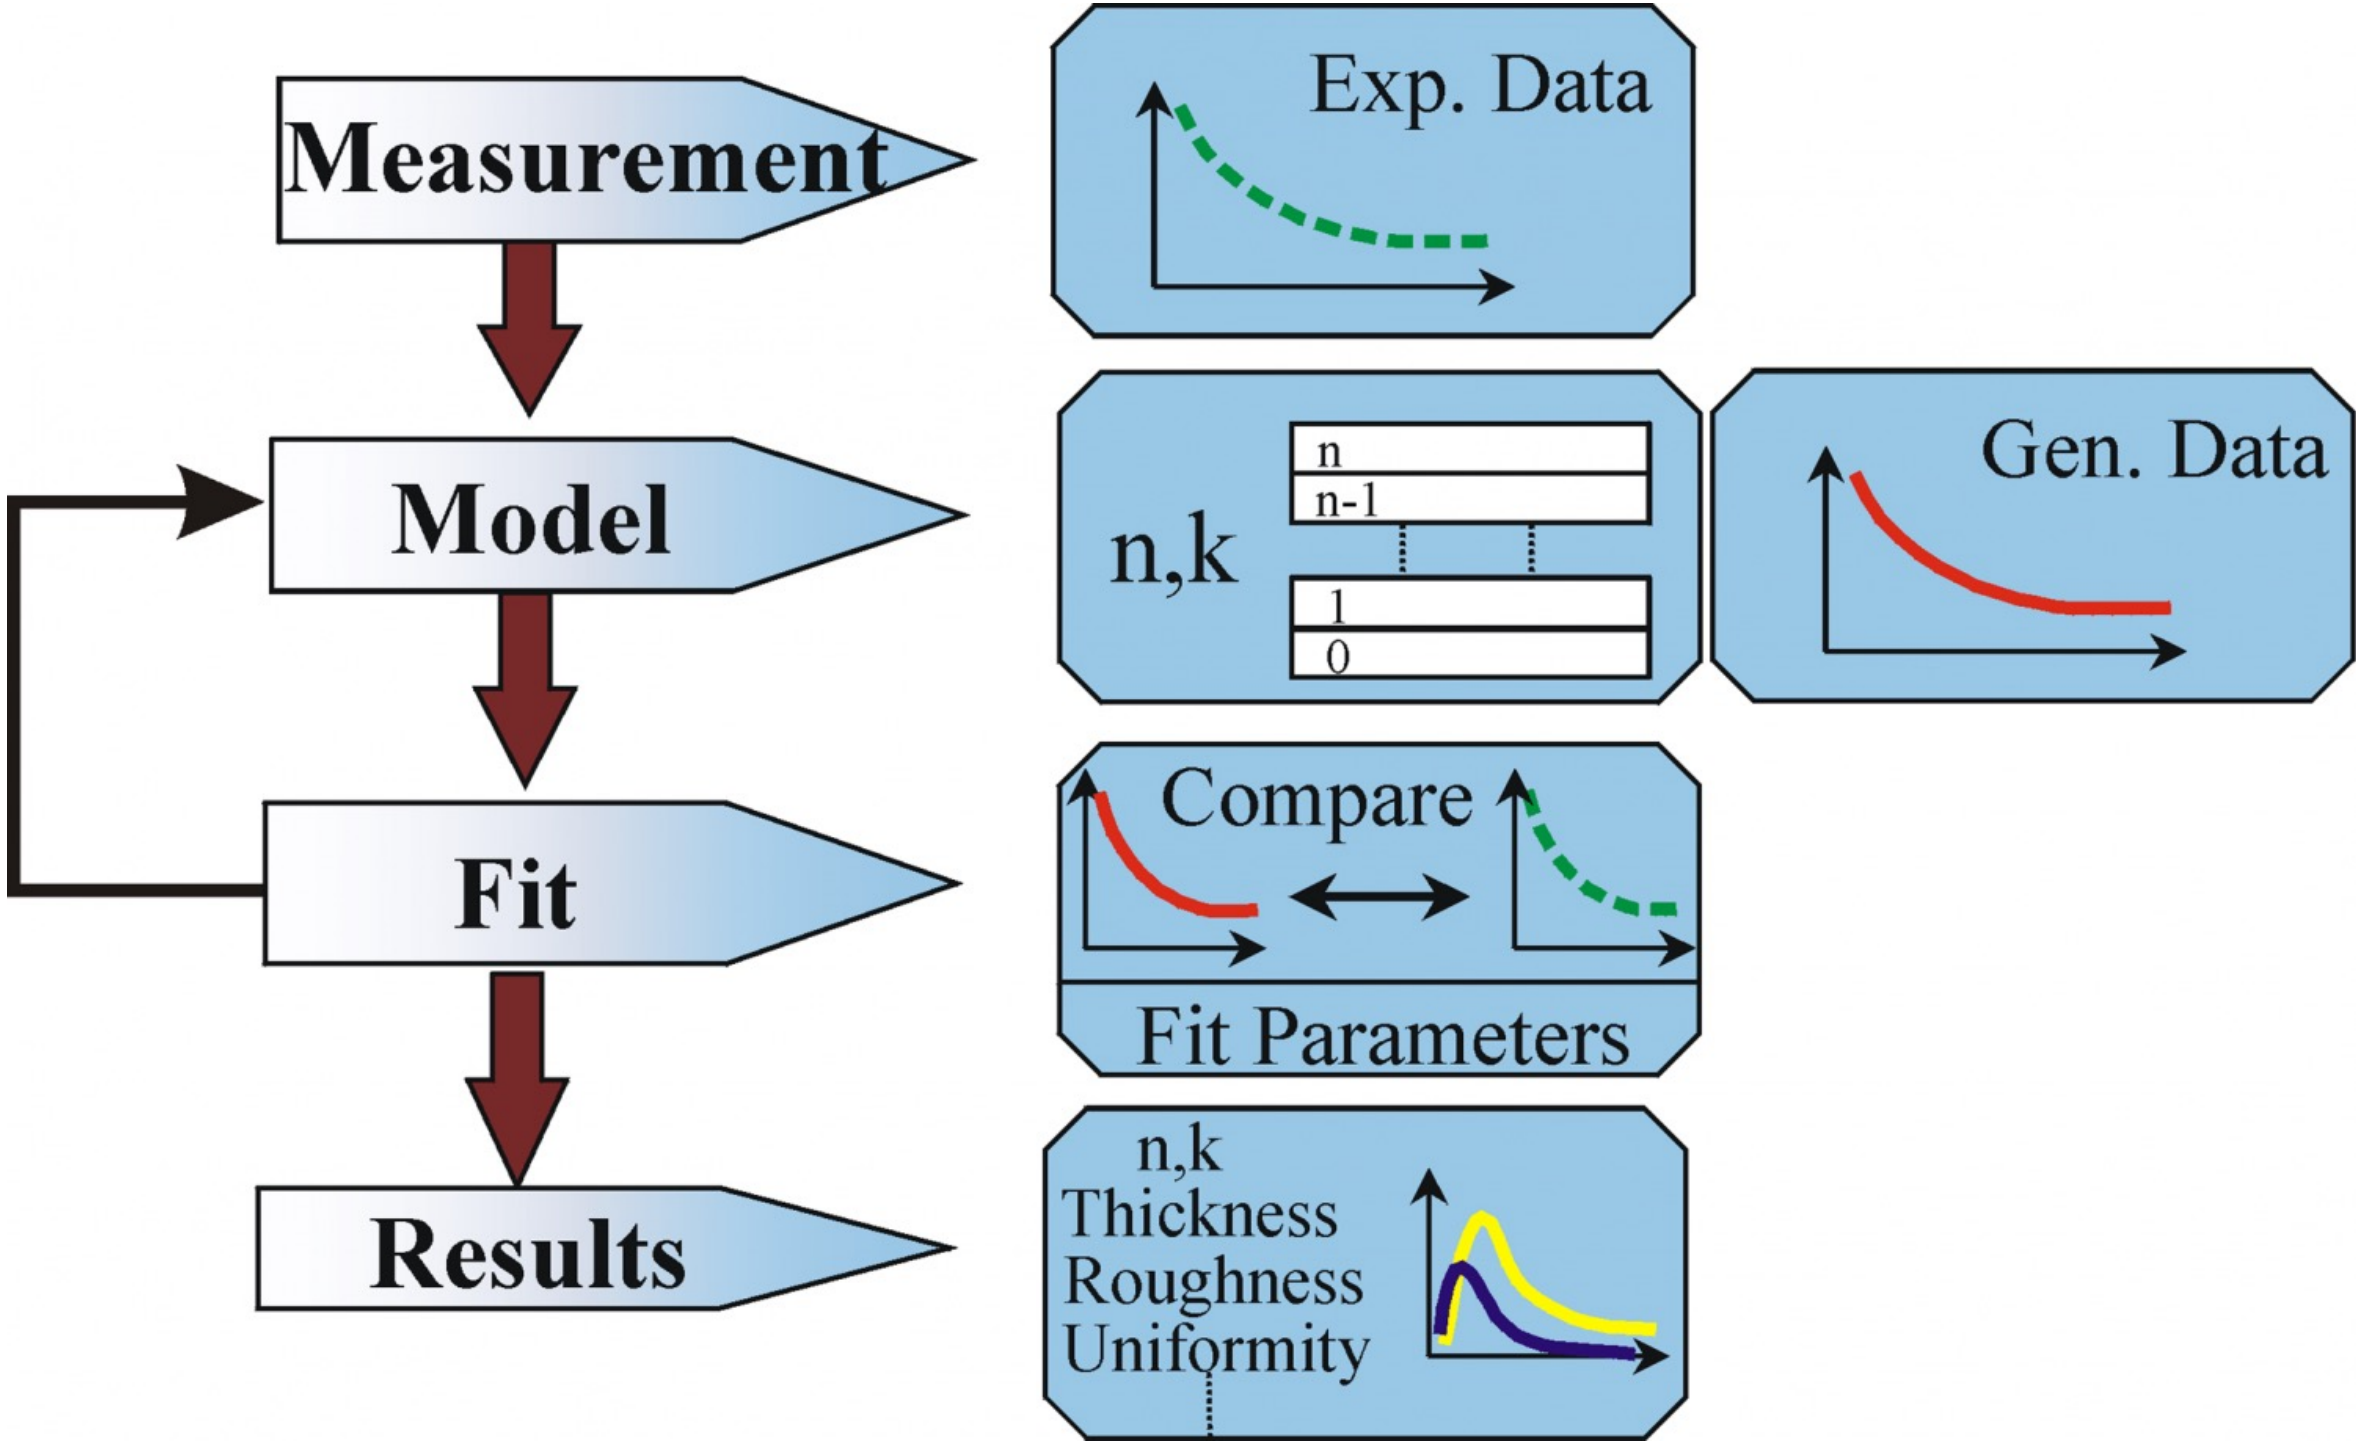 Measurement
Exp. Data
Model
n,k
n
n-1
1
0
Gen. Data
Fit
Compare
Fit Parameters
Results
n,k
Thickness
Roughness
Uniformity